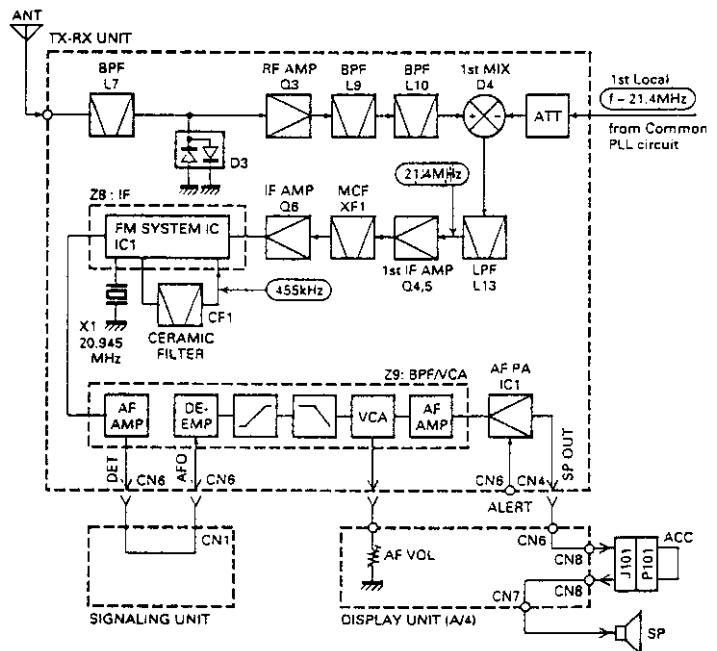 ANT
TX-RX UNIT
BPF
L7
RF AMP
Q3
BPF
L9
BPF
L10
1st MIX
D4
1st Local
f – 21.4MHz
from Common
PLL circuit
ATT
D3
21.4MHz
Z8 : IF
FM SYSTEM IC
IC1
IF AMP
Q6
MCF
XF1
1st IF AMP
Q4,5
LPF
L13
X1
20.945
MHz
CF1
CERAMIC
FILTER
455kHz
Z9: BPF/VCA
AF PA
IC1
AF
AMP
DE-
EMP
VCA
AF
AMP
DET
CN6
AFO
CN6
CN6
CN4
SP OUT
ALERT
CN1
SIGNALING UNIT
AF VOL
CN6
CN8
CN8
CN7
J101
P101
ACC
DISPLAY UNIT (A/4)
SP